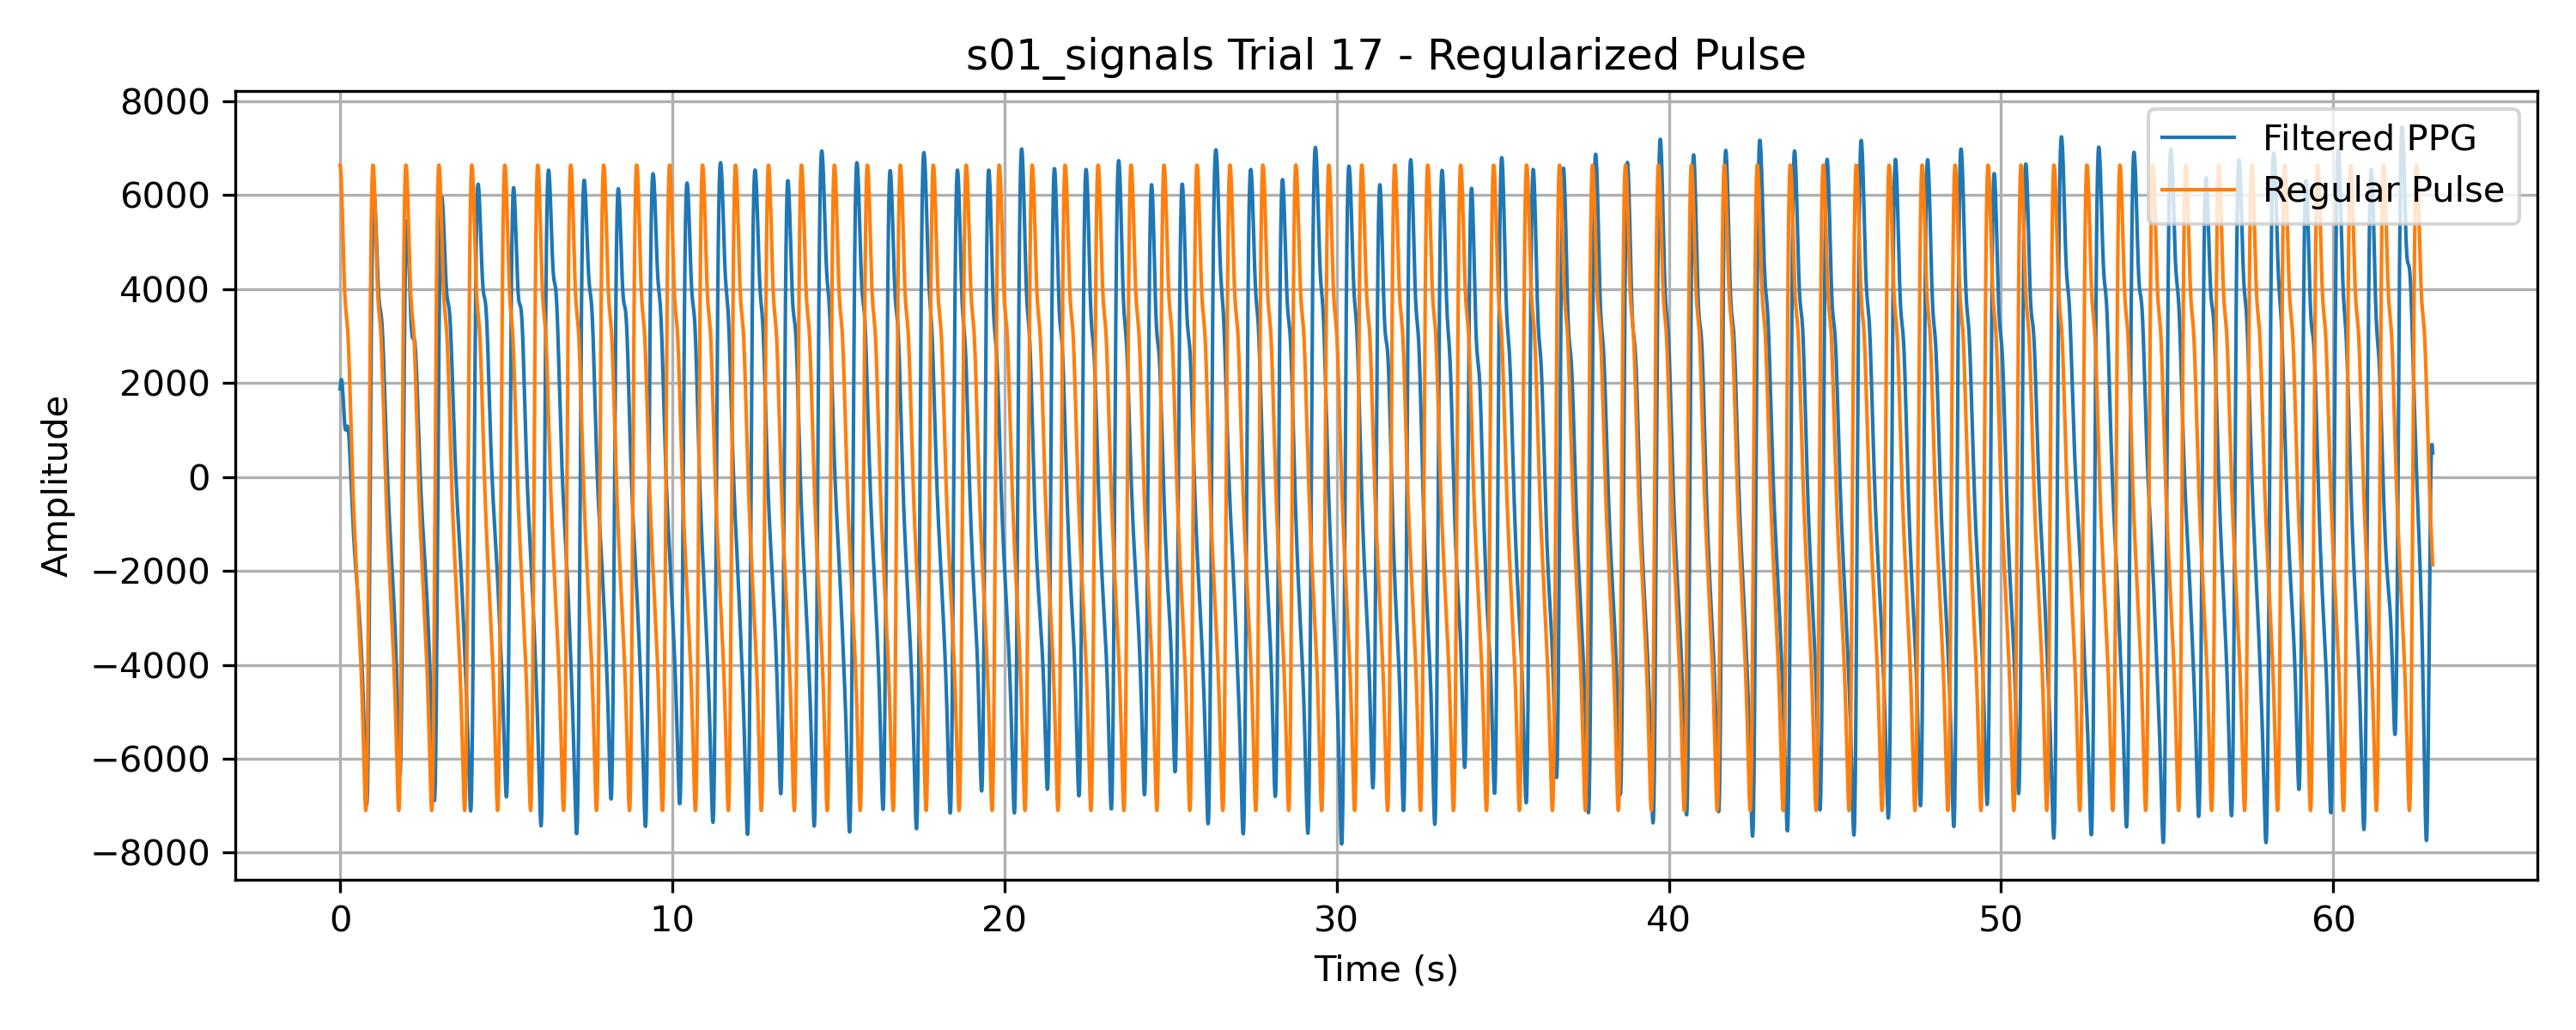 s01_signals Trial 17 - Regularized Pulse
Filtered PPG
Regular Pulse
Amplitude
8000
6000
4000
2000
0
−2000
−4000
−6000
−8000
0 10 20 30 40 50 60
Time (s)